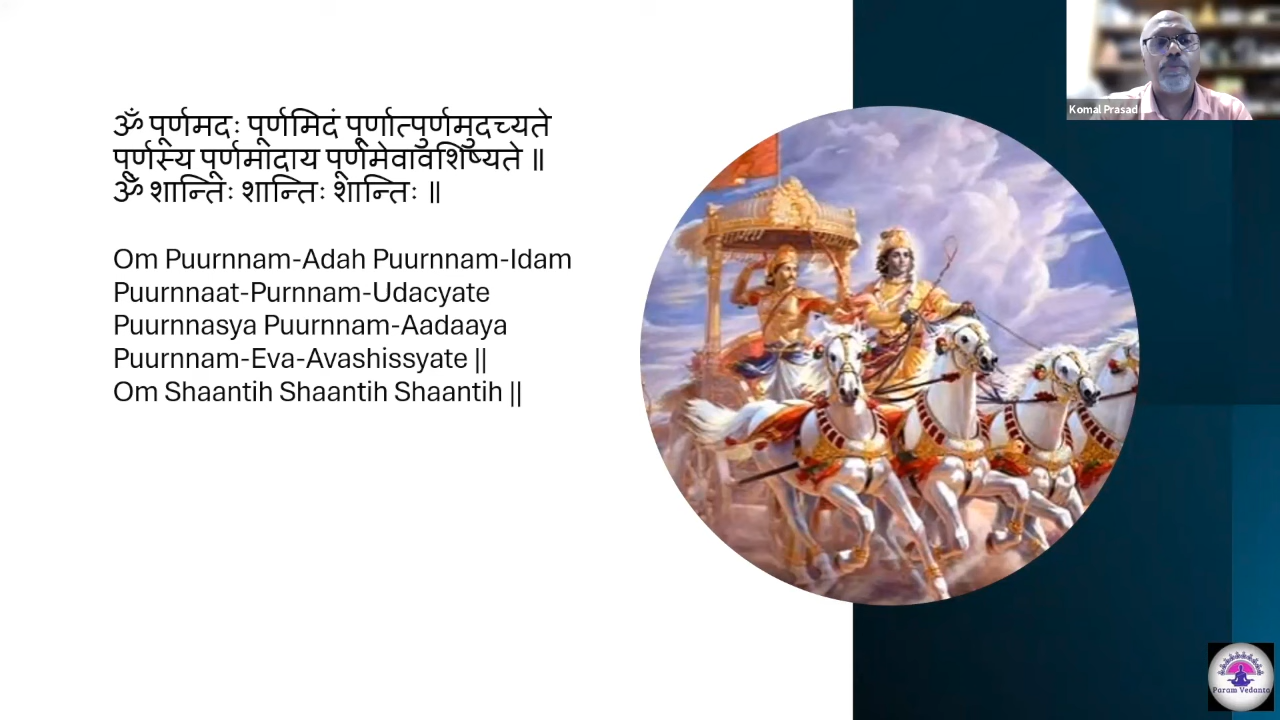 ॐ पूर्णमदः पूर्णमिदं पूर्णात्पुर्णमुदच्यते
पूर्णस्य पूर्णमादाय पूर्णमेवावशिष्यते ॥
ॐ शान्तिः शान्तिः शान्तिः ॥
Om Puurnnam-Adah Puurnnam-Idam
Puurnnaat-Purnnam-Udacyate
Puurnnasya Puurnnam-Aadaaya
Puurnnam-Eva-Avashissyate ||
Om Shaantih Shaantih Shaantih ||
Komal Prasad
Param Vedanta